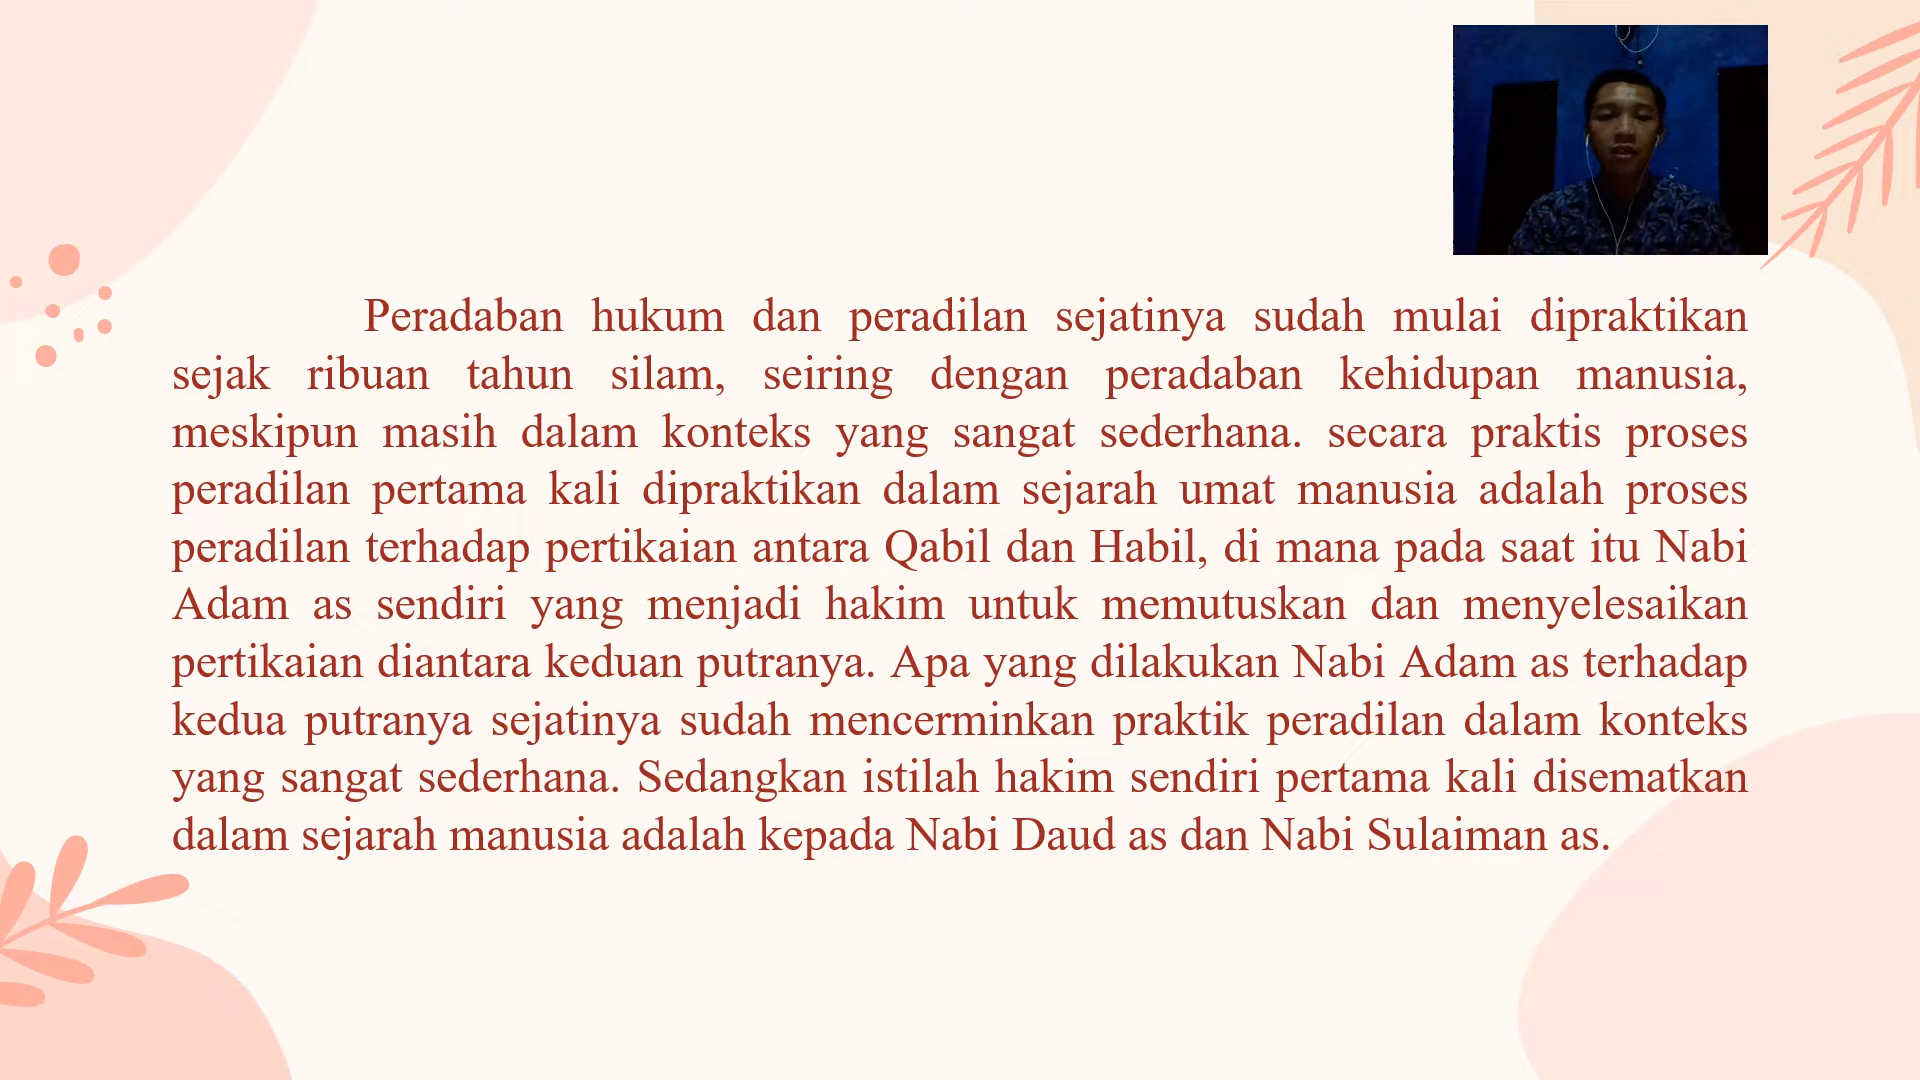 Peradaban hukum dan peradilan sejatinya sudah mulai dipraktikan
sejak ribuan tahun silam, seiring dengan peradaban kehidupan manusia,
meskipun masih dalam konteks yang sangat sederhana. secara praktis proses
peradilan pertama kali dipraktikan dalam sejarah umat manusia adalah proses
peradilan terhadap pertikaian antara Qabil dan Habil, di mana pada saat itu Nabi
Adam as sendiri yang menjadi hakim untuk memutuskan dan menyelesaikan
pertikaian diantara keduan putranya. Apa yang dilakukan Nabi Adam as terhadap
kedua putranya sejatinya sudah mencerminkan praktik peradilan dalam konteks
yang sangat sederhana. Sedangkan istilah hakim sendiri pertama kali disematkan
dalam sejarah manusia adalah kepada Nabi Daud as dan Nabi Sulaiman as.